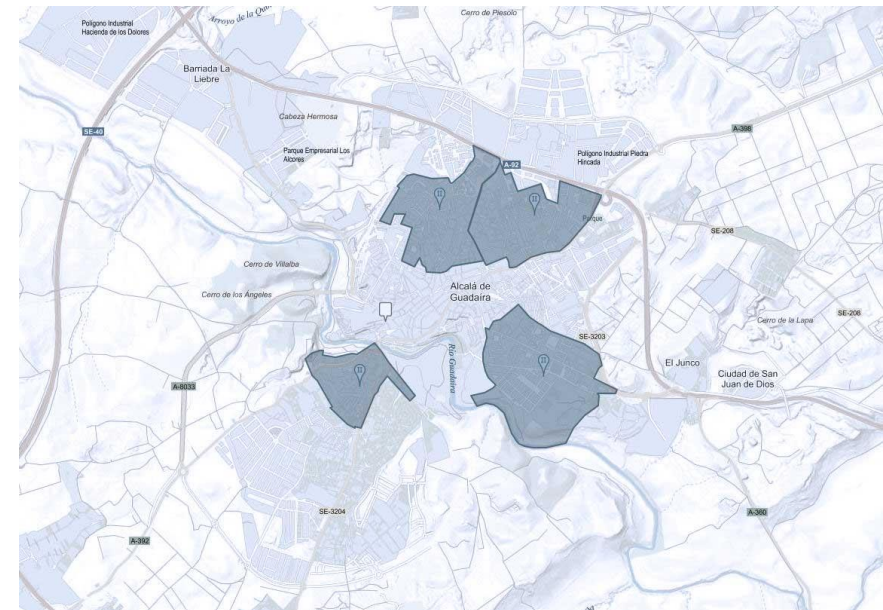 Cerro de Piesólo
Arroyo de la
Polígono Industrial
Hacienda de los Dolores
Barriada La
Liebre
Cabeza Hermosa
SE-40
A-398
Parque Empresarial Los
Alcores
A-92
Polígono Industrial Piedra
Hincada
Parque
SE-208
Cerro de Villalba
Alcalá de
Guadaíra
Cerro de los Ángeles
SE-208
Cerro de la Lapa
SE-3203
Río Guadaíra
El Junco
Ciudad de San
Juan de Dios
A-8033
SE-3204
A-360
A-392